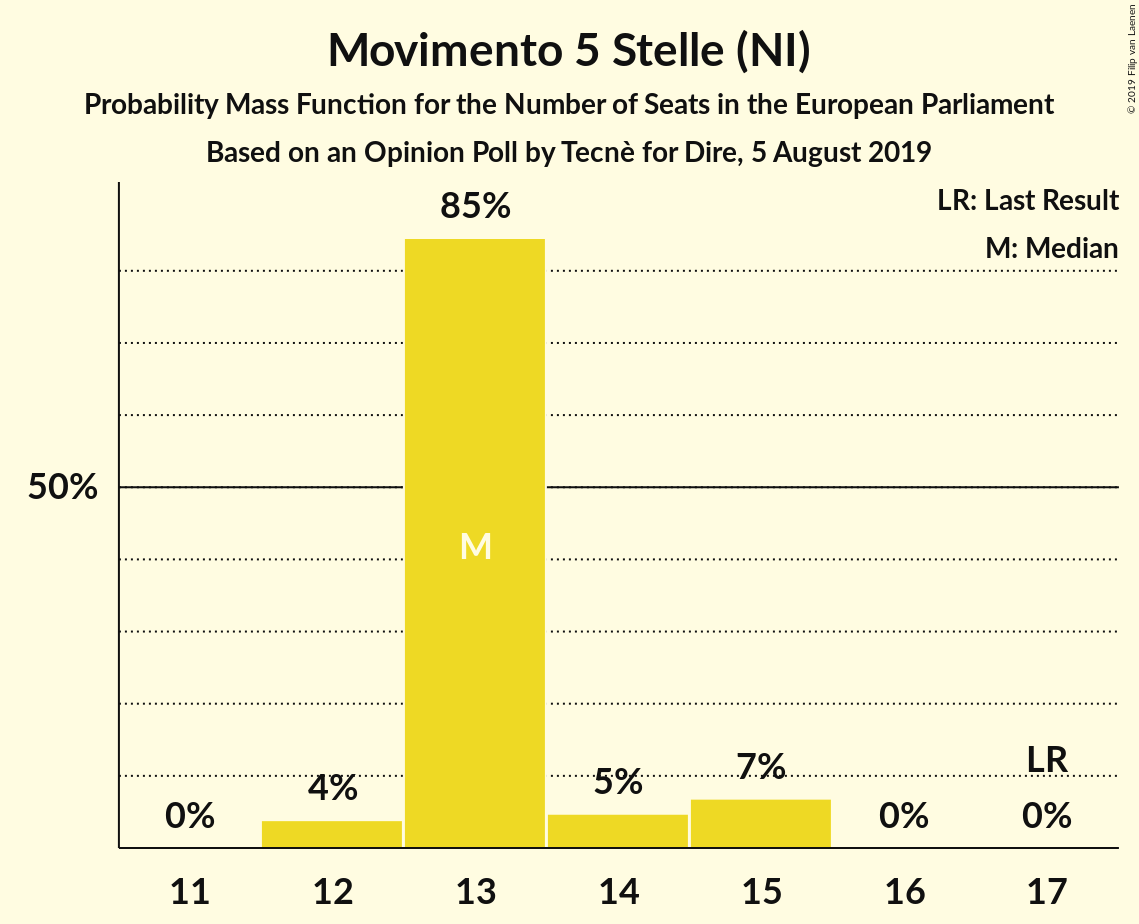 Movimento 5 Stelle (NI)
Probability Mass Function for the Number of Seats in the European Parliament
Based on an Opinion Poll by Tecnè for Dire, 5 August 2019
© 2019 Filip van Laenen
LR: Last Result
M: Median
85%
50%
M
LR
0%
4%
5%
7%
0%
0%
11
12
13
14
15
16
17